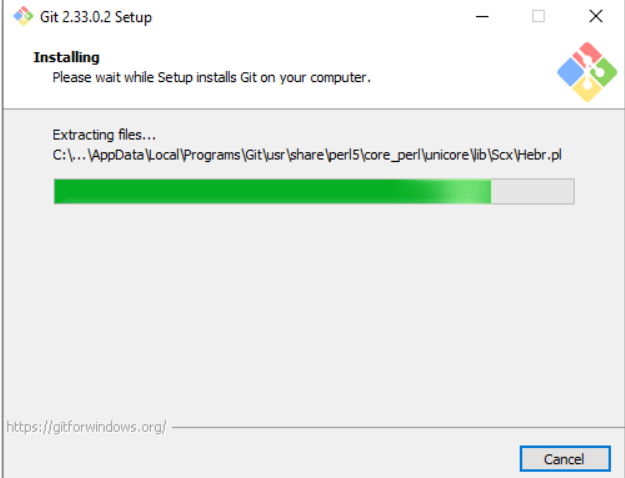 Git 2.33.0.2 Setup
Installing
Please wait while Setup installs Git on your computer.
Extracting files...
C:\...\AppData\Local\Programs\Git\usr\share\perl5\core_perl\unicore\lib\Scx\Hebr.pl
https://gitforwindows.org/
Cancel